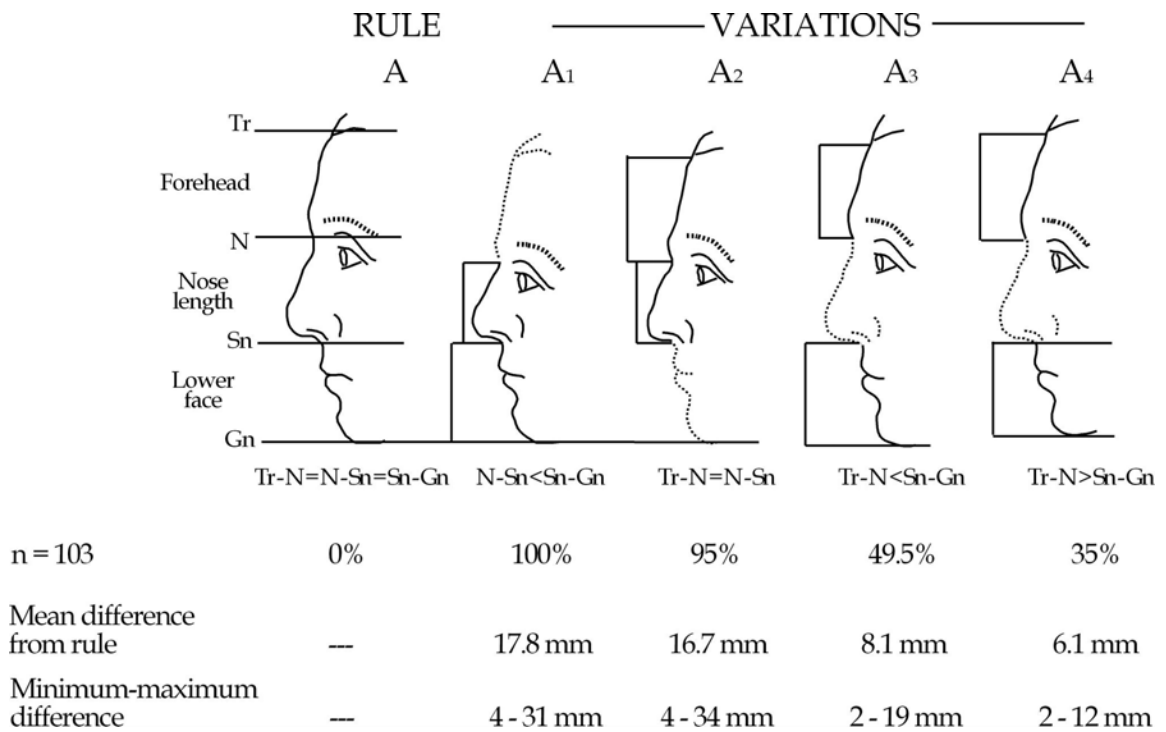 RULE VARIATIONS
A A1 A2 A3 A4
Tr
Forehead
N
Nose
length
Sn
Lower
face
Gn
Tr-N=N-Sn=Sn-Gn N-Sn<Sn-Gn Tr-N=N-Sn Tr-N<Sn-Gn Tr-N>Sn-Gn
n = 103 0% 100% 95% 49.5% 35%
Mean difference
from rule --- 17.8 mm 16.7 mm 8.1 mm 6.1 mm
Minimum-maximum
difference --- 4 - 31 mm 4 - 34 mm 2 - 19 mm 2 - 12 mm